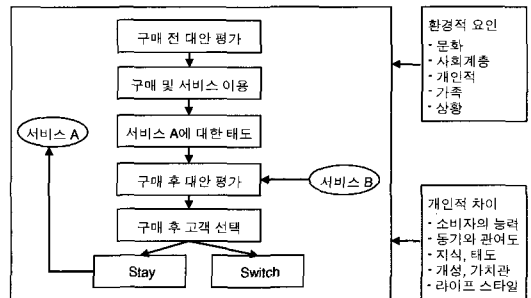 구매 전 대안 평가
구매 및 서비스 이용
서비스 A
서비스 A에 대한 태도
구매 후 대안 평가
서비스 B
구매 후 고객 선택
Stay
Switch
환경적 요인
- 문화
- 사회계층
- 개인적
- 가족
- 상황
개인적 차이
- 소비자의 능력
- 동기와 관여도
- 지식, 태도
- 개성, 가치관
- 라이프 스타일